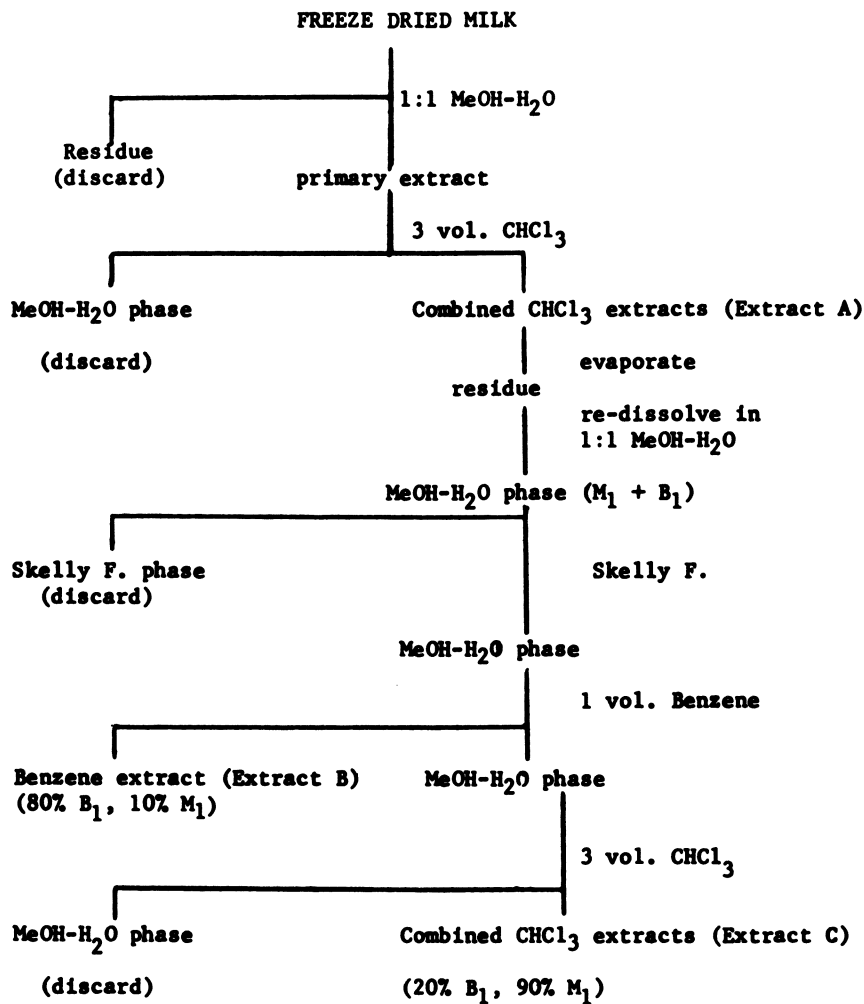 FREEZE DRIED MILK
1:1 MeOH-H₂O
Residue
(discard)
primary extract
3 vol. CHCl₃
MeOH-H₂O phase
(discard)
Combined CHCl₃ extracts (Extract A)
evaporate
residue
re-dissolve in
1:1 MeOH-H₂O
MeOH-H₂O phase (M₁ + B₁)
Skelly F. phase
(discard)
Skelly F.
MeOH-H₂O phase
1 vol. Benzene
Benzene extract (Extract B)
(80% B₁, 10% M₁)
MeOH-H₂O phase
3 vol. CHCl₃
MeOH-H₂O phase
(discard)
Combined CHCl₃ extracts (Extract C)
(20% B₁, 90% M₁)